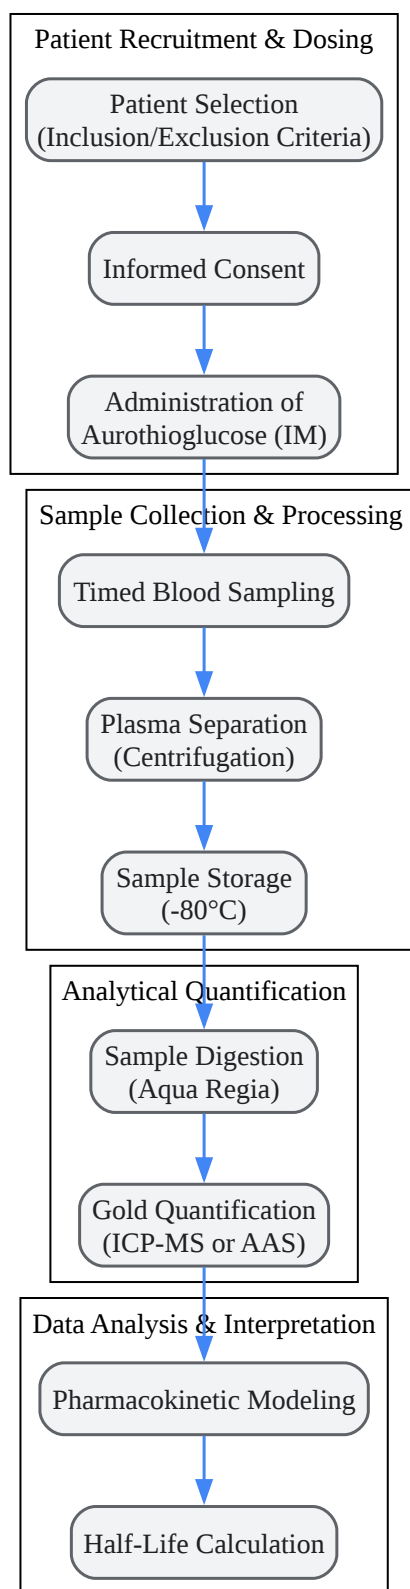 Patient Recruitment & Dosing
Patient Selection
(Inclusion/Exclusion Criteria)
Informed Consent
Administration of
Aurothioglucose (IM)
Sample Collection & Processing
Timed Blood Sampling
Plasma Separation
(Centrifugation)
Sample Storage
(-80°C)
Analytical Quantification
Sample Digestion
(Aqua Regia)
Gold Quantification
(ICP-MS or AAS)
Data Analysis & Interpretation
Pharmacokinetic Modeling
Half-Life Calculation